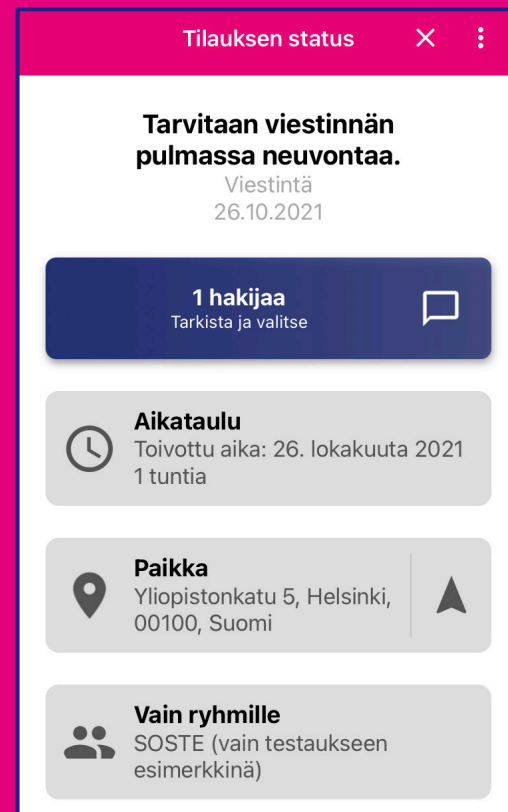 Tilauksen status
Tarvitaan viestinnän
pulmassa neuvontaa.
Viestintä
26.10.2021
1 hakijaa
Tarkista ja valitse
Aikataulu
Toivottu aika: 26. lokakuuta 2021
1 tuntia
Paikka
Yliopistonkatu 5, Helsinki,
00100, Suomi
Vain ryhmille
SOSTE (vain testaukseen
esimerkkinä)